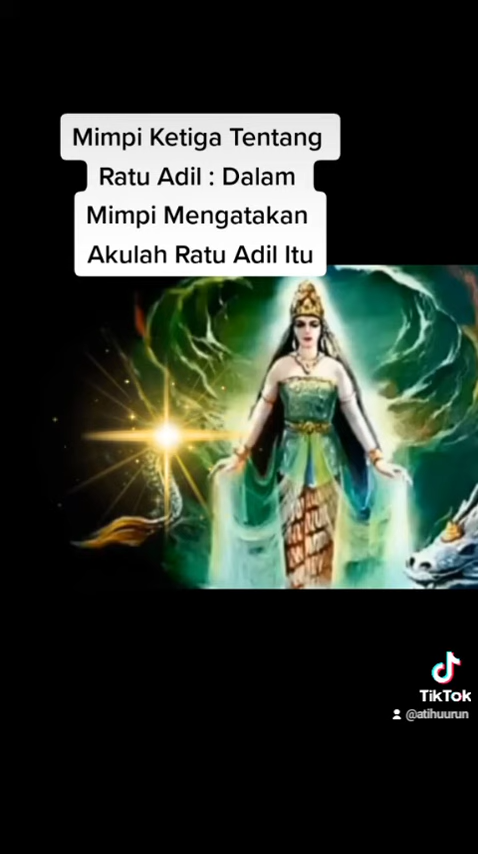 Mimpi Ketiga Tentang
Ratu Adil : Dalam
Mimpi Mengatakan
Akulah Ratu Adil Itu
TikTok
@atihuurun